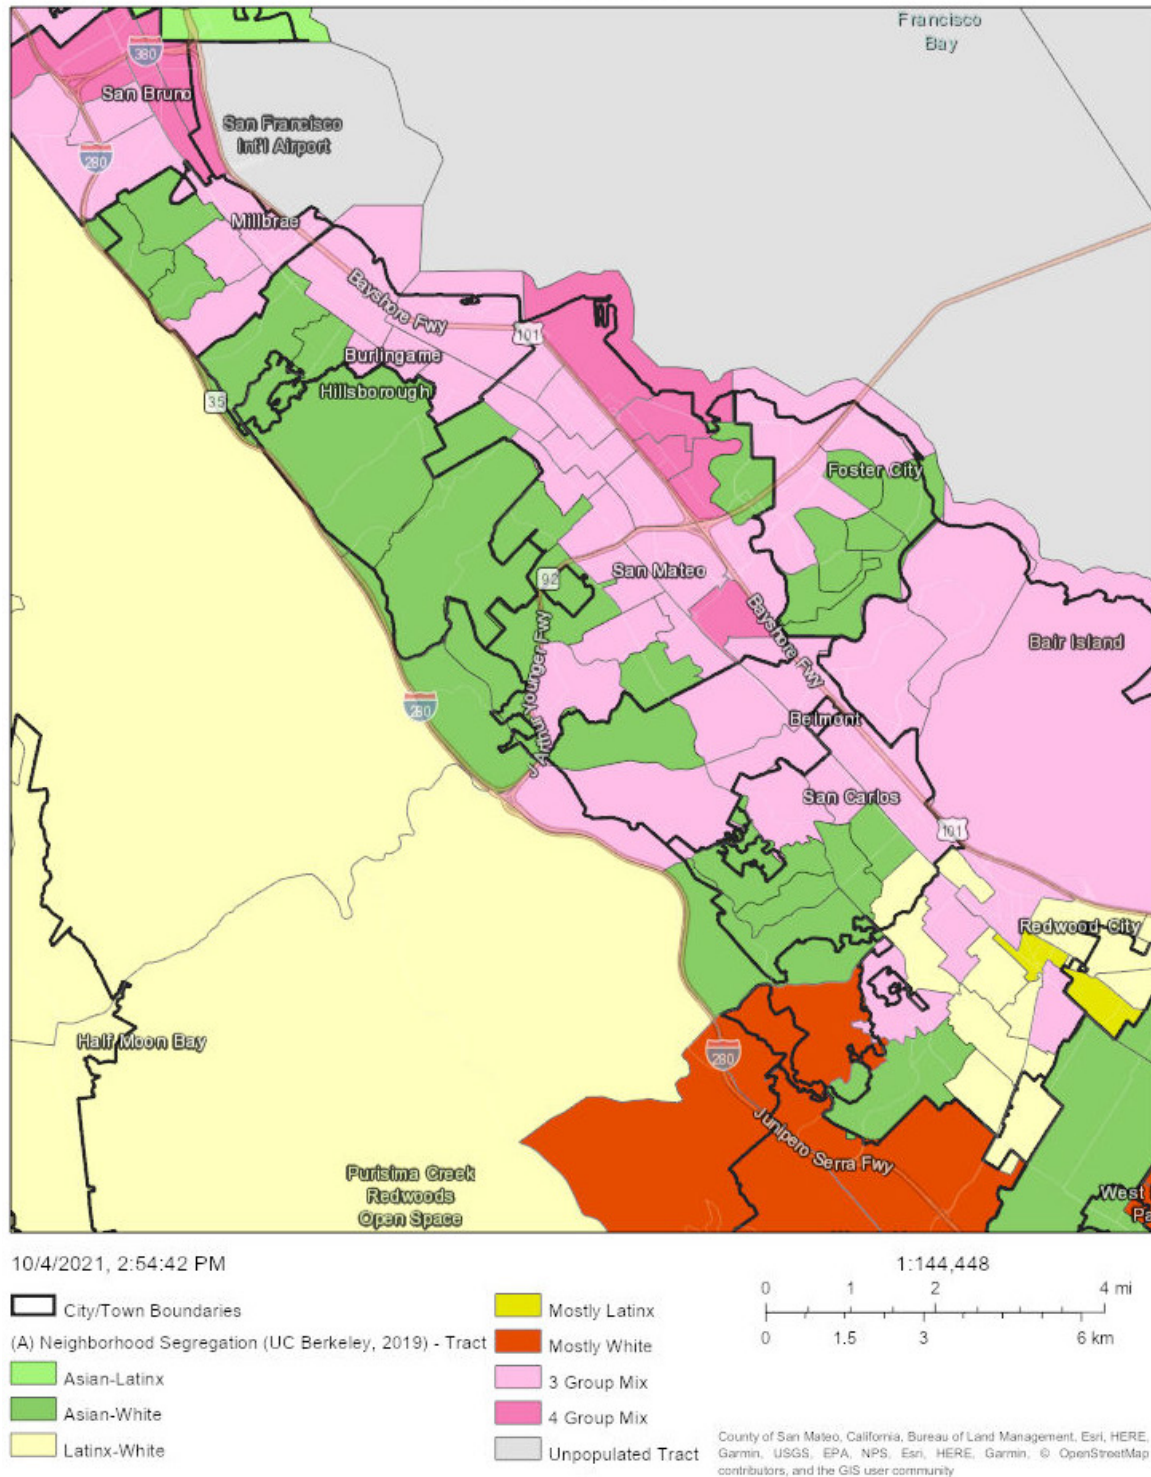 Francisco
Bay
380
San Bruno
San Francisco
Int'l Airport
280
Millbrae
Bayshore Fwy
101
Burlingame
Hillsborough
35
Foster City
92
San Mateo
Bayshore Fwy
Bair Island
J Arthur Younger Fwy
280
Belmont
San Carlos
101
Redwood City
Half Moon Bay
280
Junipero Serra Fwy
Purisima Creek
Redwoods
Open Space
West
Pa
10/4/2021, 2:54:42 PM
1:144,448
0 1 2 4 mi
0 1.5 3 6 km
City/Town Boundaries
(A) Neighborhood Segregation (UC Berkeley, 2019) - Tract
Asian-Latinx
Asian-White
Latinx-White
Mostly Latinx
Mostly White
3 Group Mix
4 Group Mix
Unpopulated Tract
County of San Mateo, California, Bureau of Land Management, Esri, HERE,
Garmin, USGS, EPA, NPS, Esri, HERE, Garmin, © OpenStreetMap
contributors, and the GIS user community